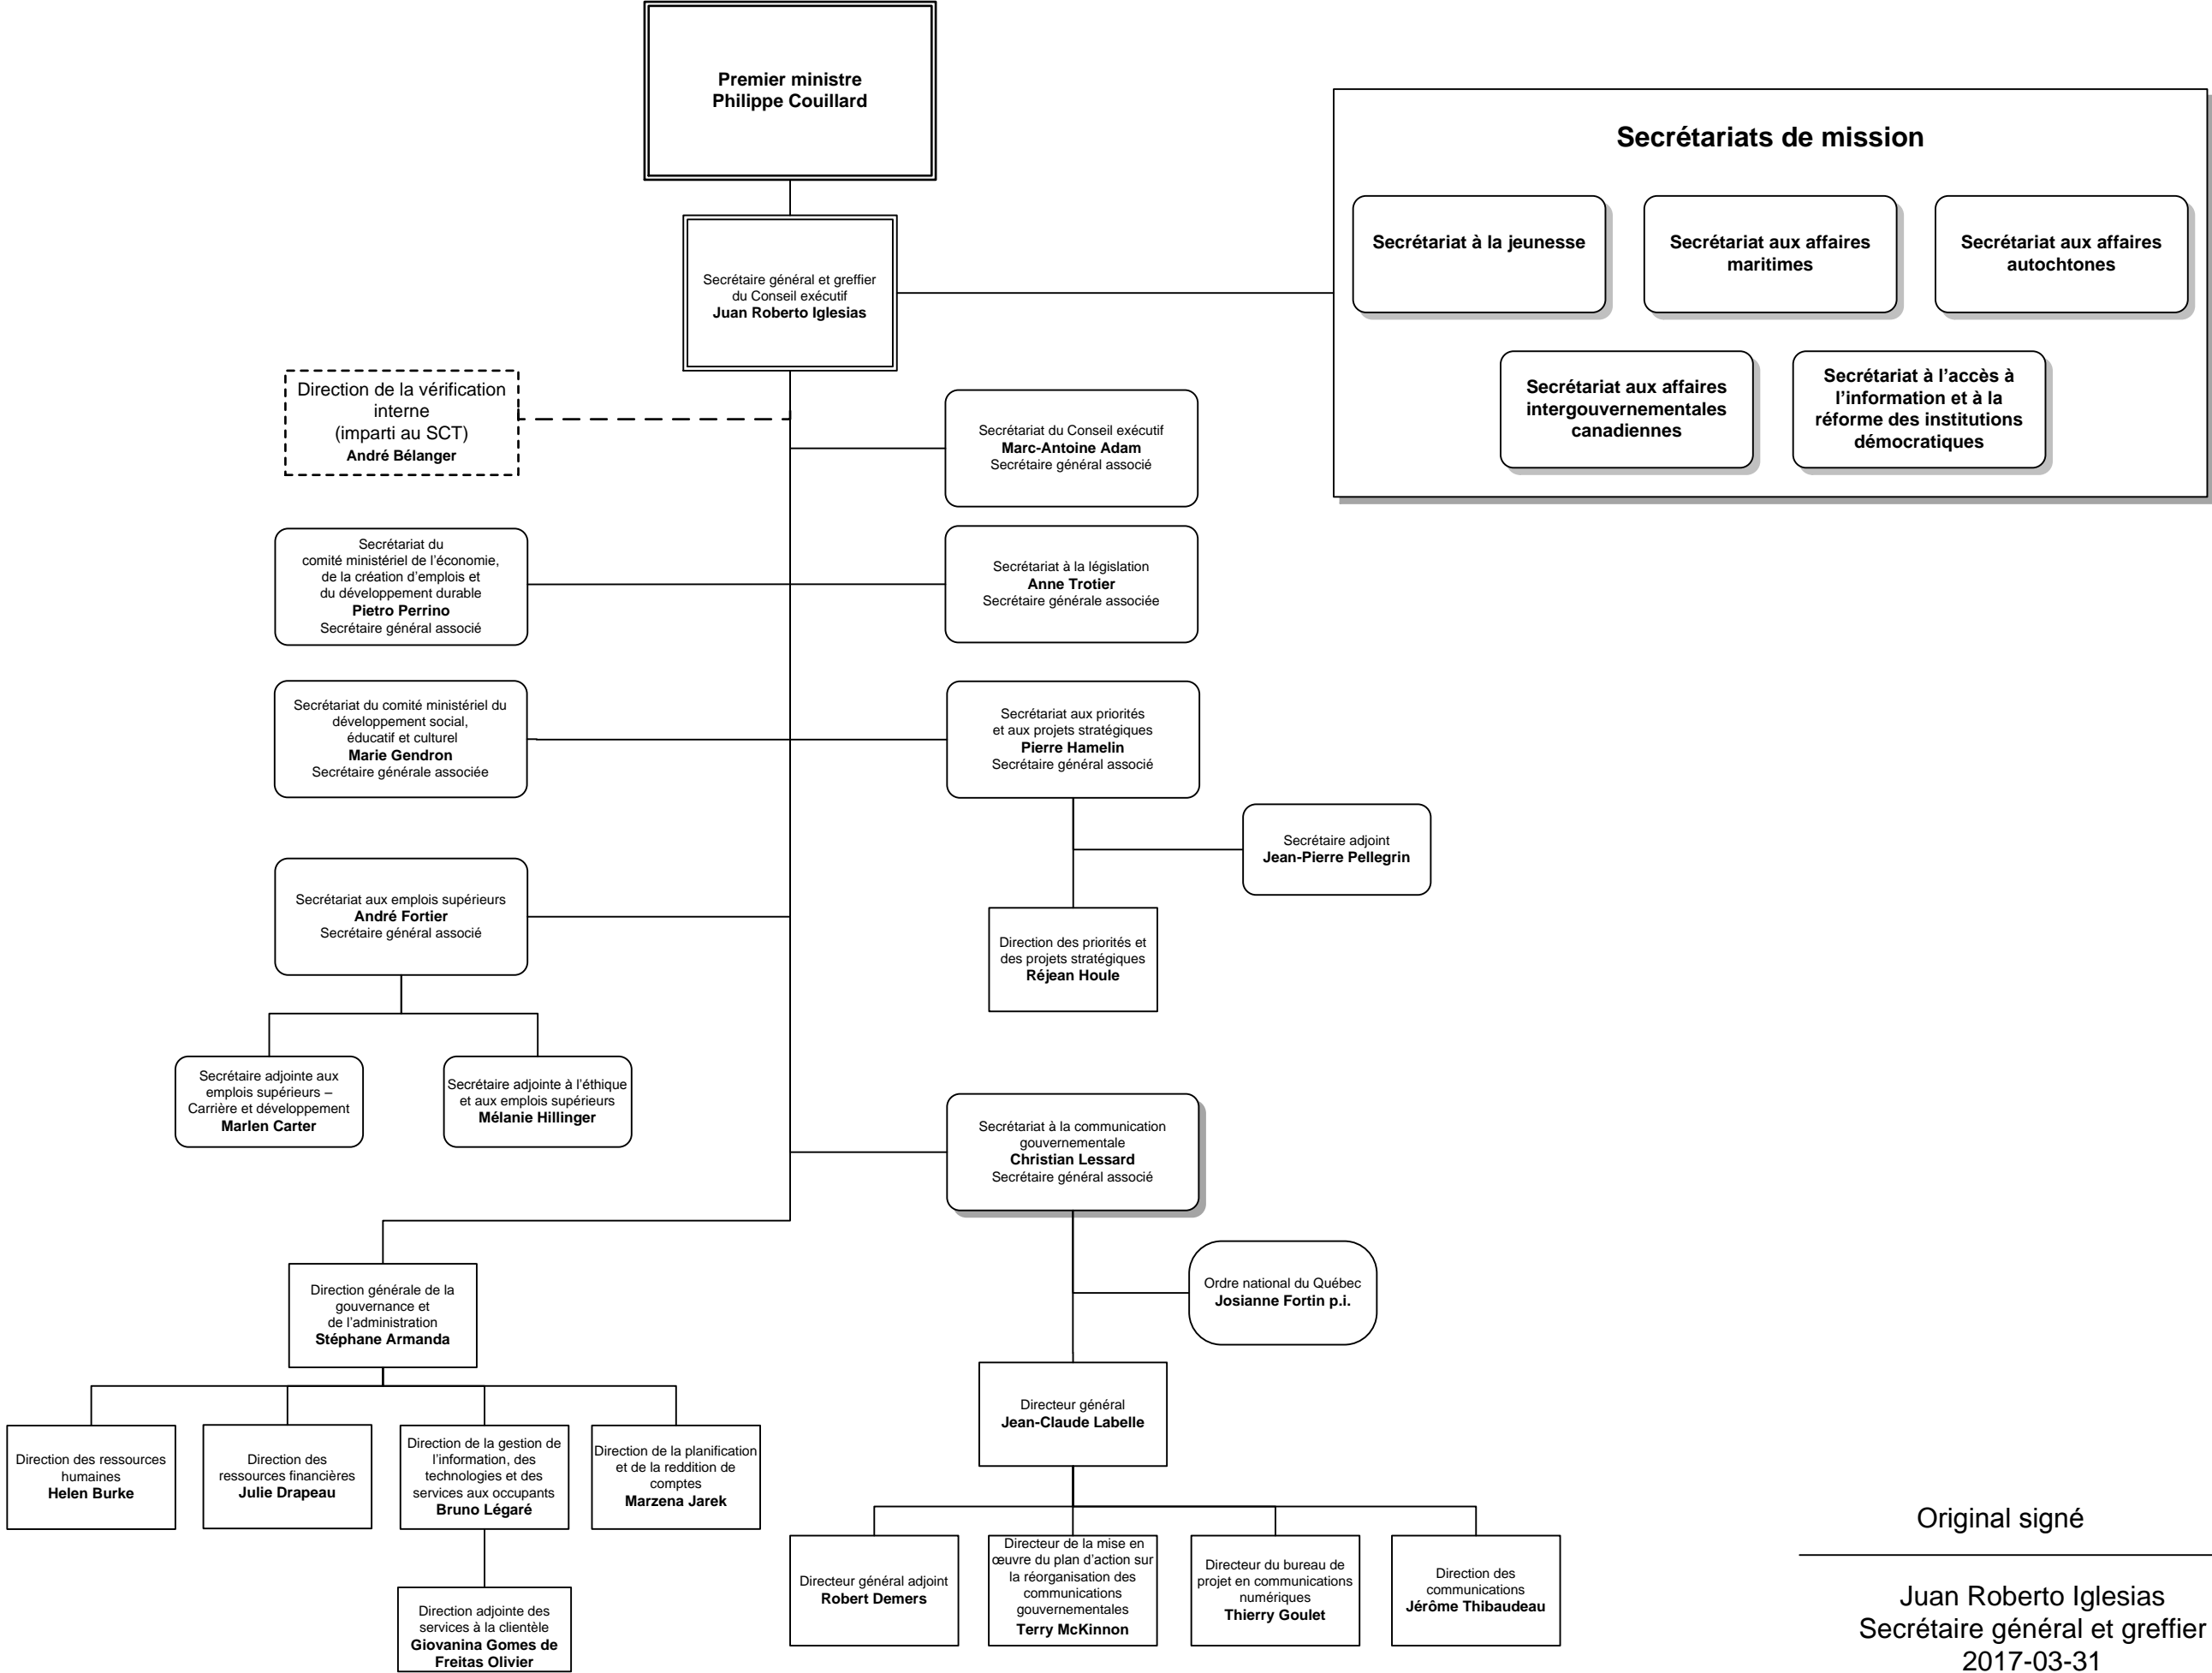 Premier ministre
Philippe Couillard
Secrétariats de mission
Secrétariat à la jeunesse
Secrétariat aux affaires
maritimes
Secrétariat aux affaires
autochtones
Secrétariat aux affaires
intergouvernementales
canadiennes
Secrétariat à l’accès à
l’information et à la
réforme des institutions
démocratiques
Secrétaire général et greffier
du Conseil exécutif
Juan Roberto Iglesias
Direction de la vérification
interne
(imparti au SCT)
André Bélanger
Secrétariat du Conseil exécutif
Marc-Antoine Adam
Secrétaire général associé
Secrétariat du
comité ministériel de l’économie,
de la création d’emplois et
du développement durable
Pietro Perrino
Secrétaire général associé
Secrétariat à la législation
Anne Trotier
Secrétaire générale associée
Secrétariat du comité ministériel du
développement social,
éducatif et culturel
Marie Gendron
Secrétaire générale associée
Secrétariat aux priorités
et aux projets stratégiques
Pierre Hamelin
Secrétaire général associé
Secrétaire adjoint
Jean-Pierre Pellegrin
Secrétariat aux emplois supérieurs
André Fortier
Secrétaire général associé
Direction des priorités et
des projets stratégiques
Réjean Houle
Secrétaire adjointe aux
emplois supérieurs –
Carrière et développement
Marlen Carter
Secrétaire adjointe à l’éthique
et aux emplois supérieurs
Mélanie Hillinger
Secrétariat à la communication
gouvernementale
Christian Lessard
Secrétaire général associé
Ordre national du Québec
Josianne Fortin p.i.
Direction générale de la
gouvernance et
de l’administration
Stéphane Armanda
Directeur général
Jean-Claude Labelle
Direction des ressources
humaines
Helen Burke
Direction des
ressources financières
Julie Drapeau
Direction de la gestion de
l’information, des
technologies et des
services aux occupants
Bruno Légaré
Direction de la planification
et de la reddition de
comptes
Marzena Jarek
Direction adjointe des
services à la clientèle
Giovanina Gomes de
Freitas Olivier
Directeur général adjoint
Robert Demers
Directeur de la mise en
œuvre du plan d’action sur
la réorganisation des
communications
gouvernementales
Terry McKinnon
Directeur du bureau de
projet en communications
numériques
Thierry Goulet
Direction des
communications
Jérôme Thibaudeau
Original signé
Juan Roberto Iglesias
Secrétaire général et greffier
2017-03-31